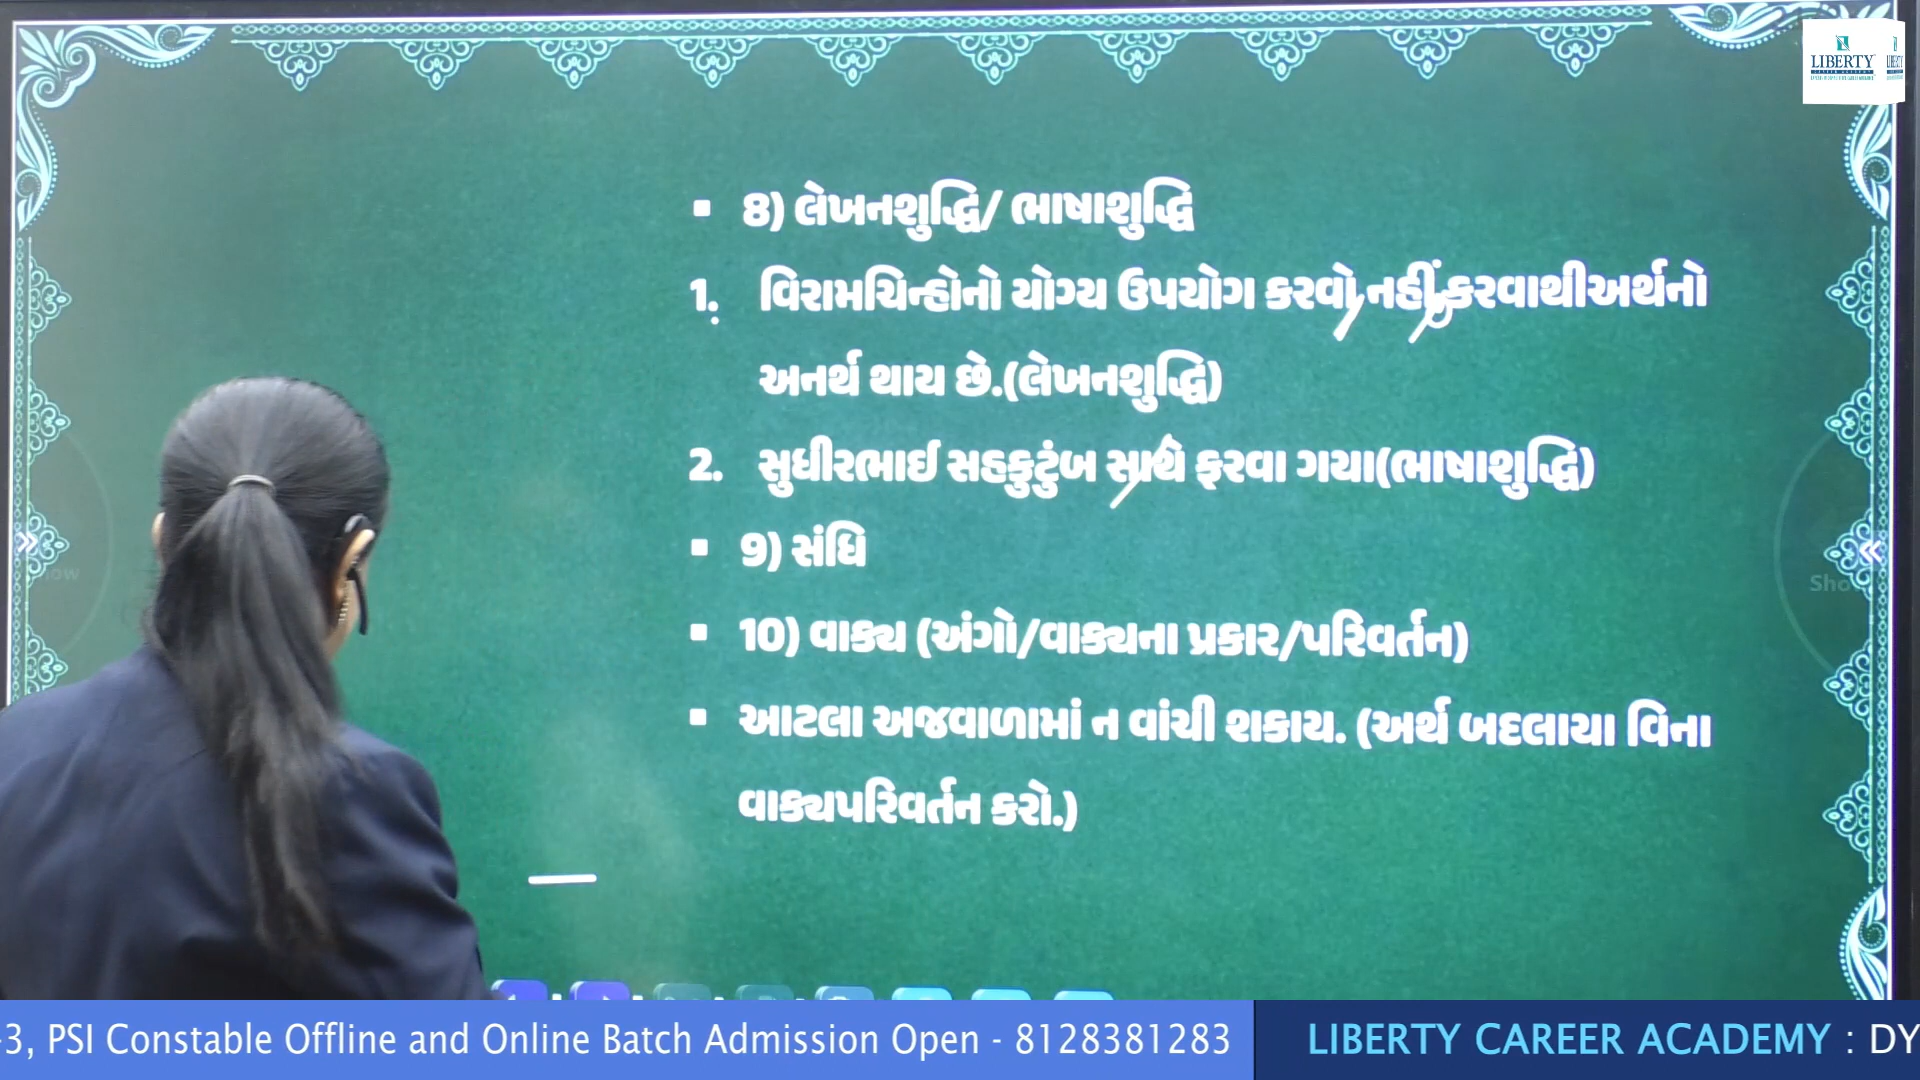 LIBERTY
8) લેખનશુદ્ધિ/ ભાષાશુદ્ધિ
1. વિરામચિન્હોનો યોગ્ય ઉપયોગ કરવો નહીં કરવાથીઅર્થનો
અનર્થ થાય છે.(લેખનશુદ્ધિ)
2. સુધીરભાઈ સહકુટુંબ સાથે ફરવા ગયા(ભાષાશુદ્ધિ)
9) સંધિ
10) વાક્ય (અંગો/વાક્યના પ્રકાર/પરિવર્તન)
આટલા અજવાળામાં ન વાંચી શકાય. (અર્થ બદલાયા વિના
વાક્યપરિવર્તન કરો.)
-3, PSI Constable Offline and Online Batch Admission Open - 8128381283
LIBERTY CAREER ACADEMY : DY